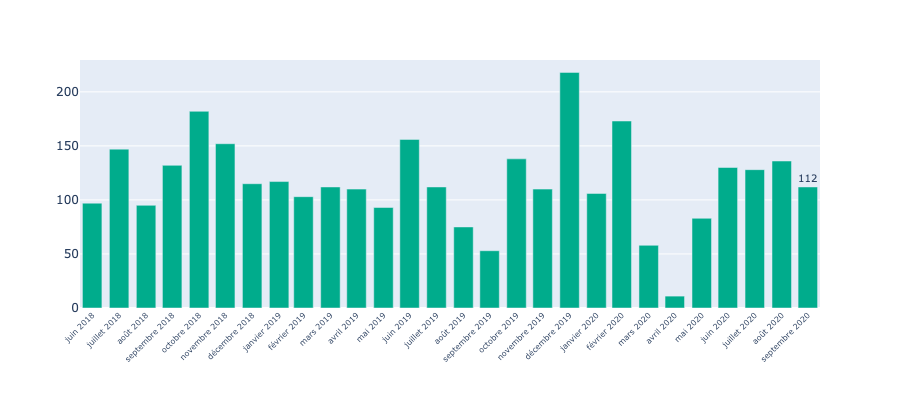 200
150
100
50
0
112
juin 2018
juillet 2018
août 2018
septembre 2018
octobre 2018
novembre 2018
décembre 2018
janvier 2019
février 2019
mars 2019
avril 2019
mai 2019
juin 2019
juillet 2019
août 2019
septembre 2019
octobre 2019
novembre 2019
décembre 2019
janvier 2020
février 2020
mars 2020
avril 2020
mai 2020
juin 2020
juillet 2020
août 2020
septembre 2020